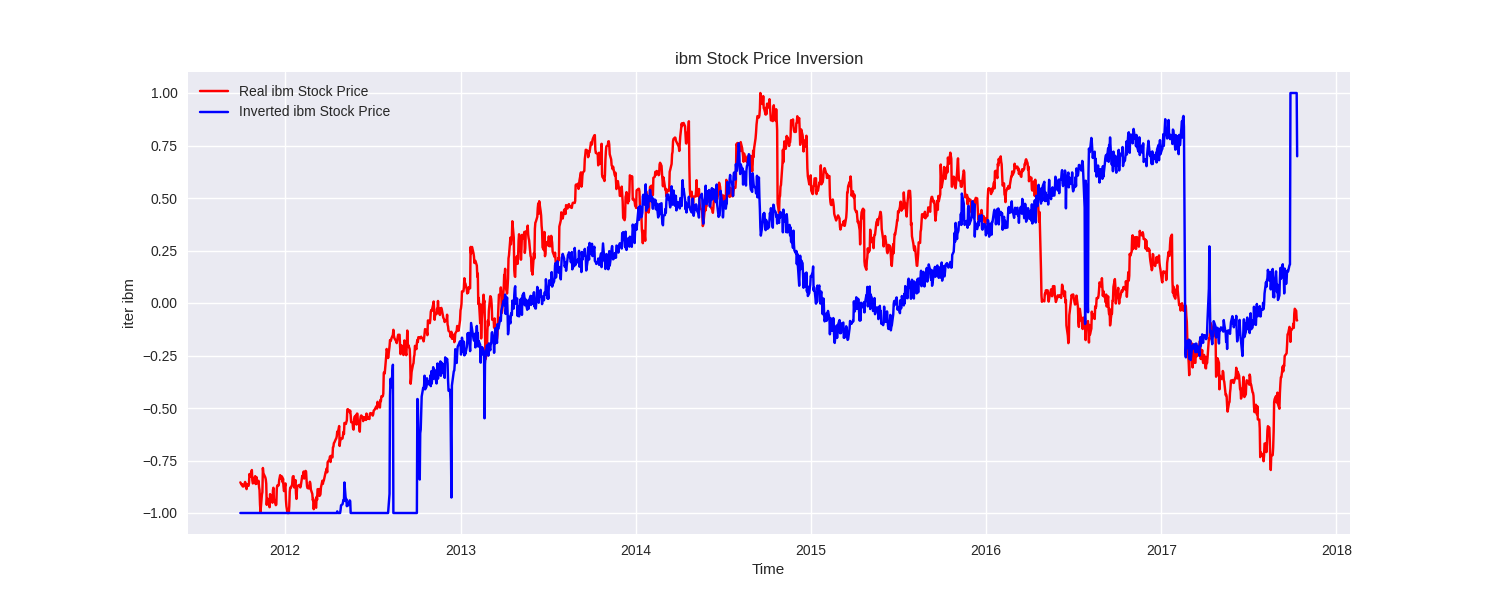 ibm Stock Price Inversion
Real ibm Stock Price
Inverted ibm Stock Price
1.00
0.75
0.50
0.25
0.00
−0.25
−0.50
−0.75
−1.00
iter ibm
2012 2013 2014 2015 2016 2017 2018
Time